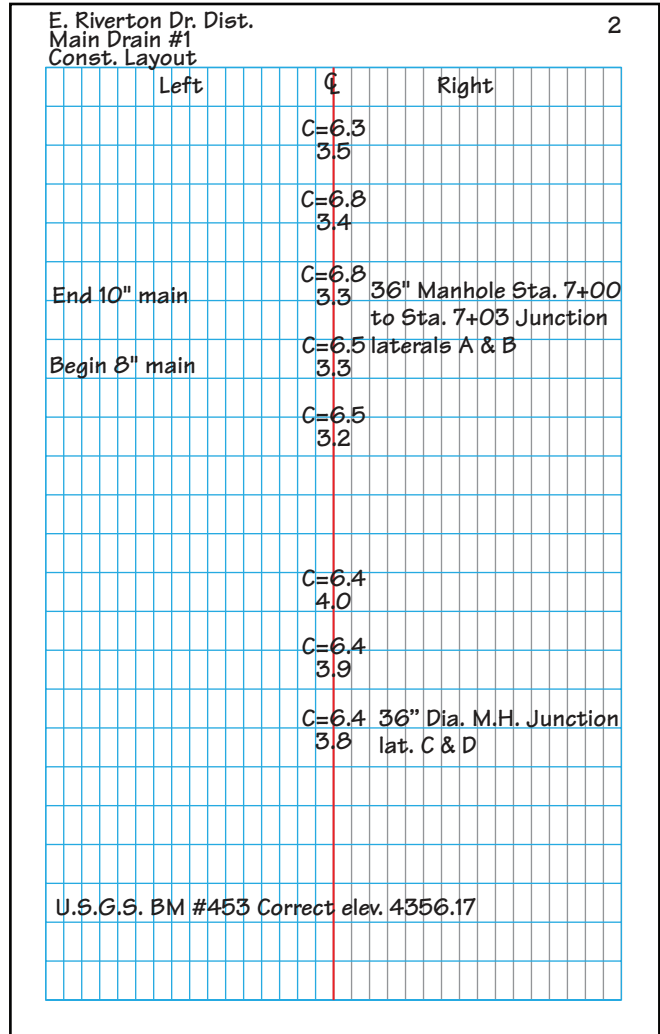 E. Riverton Dr. Dist.
2
Main Drain #1
Const. Layout
Left
℄
Right
C=6.3
3.5
C=6.8
3.4
C=6.8
End 10" main
3.3
36" Manhole Sta. 7+00
to Sta. 7+03 Junction
C=6.5
laterals A & B
Begin 8" main
3.3
C=6.5
3.2
C=6.4
4.0
C=6.4
3.9
C=6.4
36” Dia. M.H. Junction
3.8
lat. C & D
U.S.G.S. BM #453 Correct elev. 4356.17